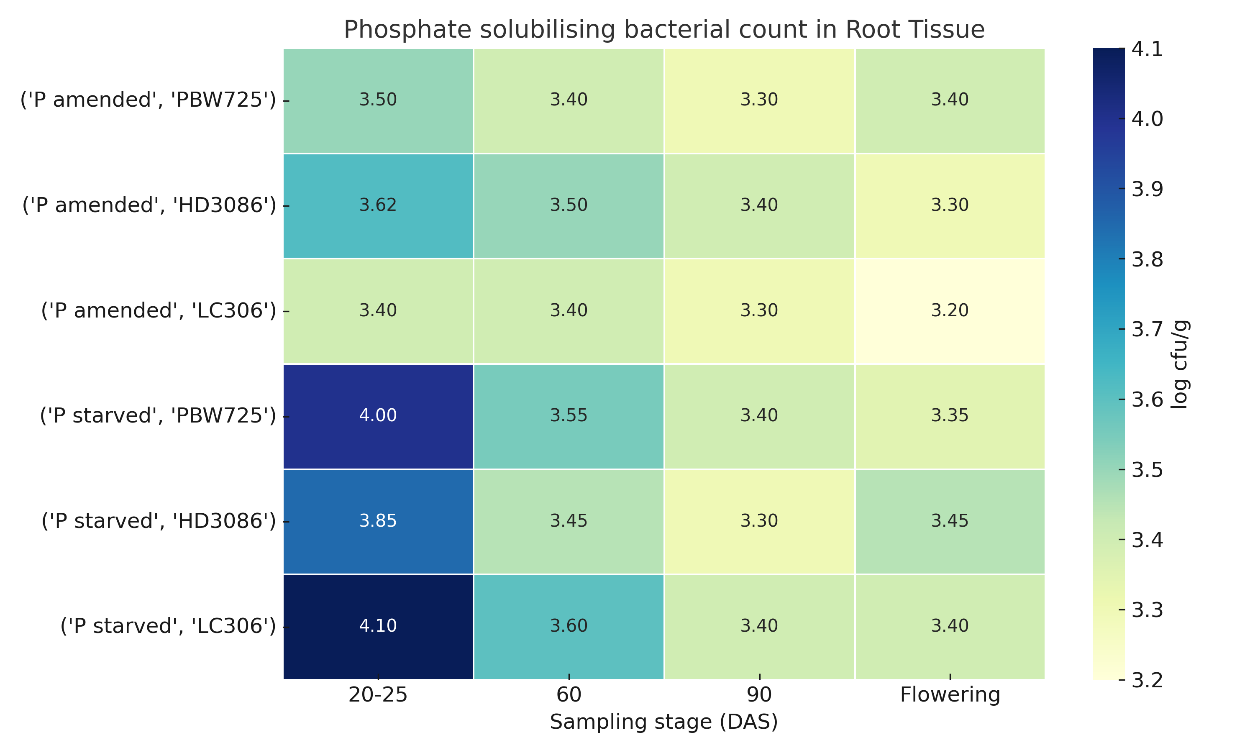 Phosphate solubilising bacterial count in Root Tissue
('P amended', 'PBW725') 3.50 3.40 3.30 3.40
('P amended', 'HD3086') 3.62 3.50 3.40 3.30
('P amended', 'LC306') 3.40 3.40 3.30 3.20
('P starved', 'PBW725') 4.00 3.55 3.40 3.35
('P starved', 'HD3086') 3.85 3.45 3.30 3.45
('P starved', 'LC306') 4.10 3.60 3.40 3.40
20-25 60 90 Flowering
Sampling stage (DAS)
4.1
4.0
3.9
3.8
3.7
3.6
3.5
3.4
3.3
3.2
log cfu/g